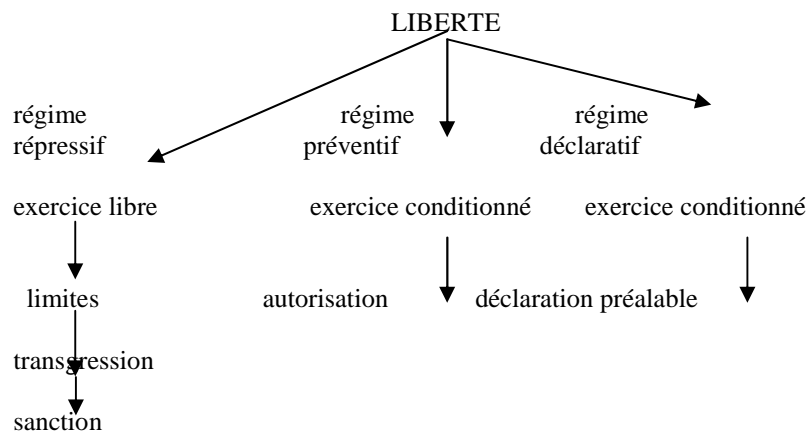 LIBERTE
régime régime régime
répressif préventif déclaratif
exercice libre exercice conditionné exercice conditionné
limites autorisation déclaration préalable
transgression
sanction